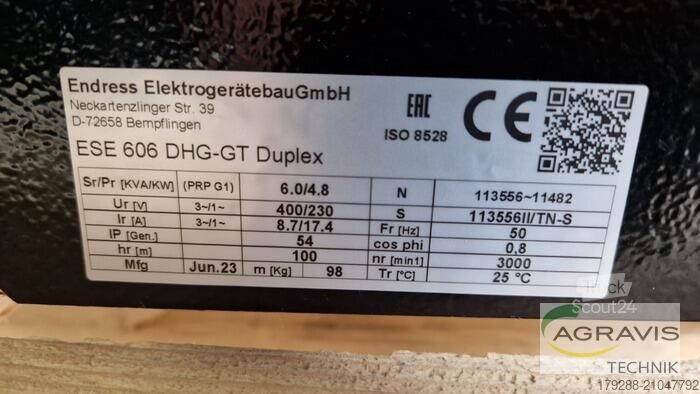 Endress ElektrogerätebauGmbH
Neckartenzlinger Str. 39
D-72658 Bempflingen
EAC
ISO 8528
CE
ESE 606 DHG-GT Duplex
Sr/Pr [KVA/KW] (PRP G1) 6.0/4.8 N 113556~11482
Ur [V] 3~/1~ 400/230 S 113556II/TN-S
Ir [A] 3~/1~ 8.7/17.4 Fr [Hz] 50
IP [Gen.] 54 cos phi 0.8
hr [m] 100 nr [min1] 3000
Mfg Jun.23 m [Kg] 98 Tr [°C] 25 °C
Truck
Scout24
AGRAVIS
TECHNIK
179288-21047792